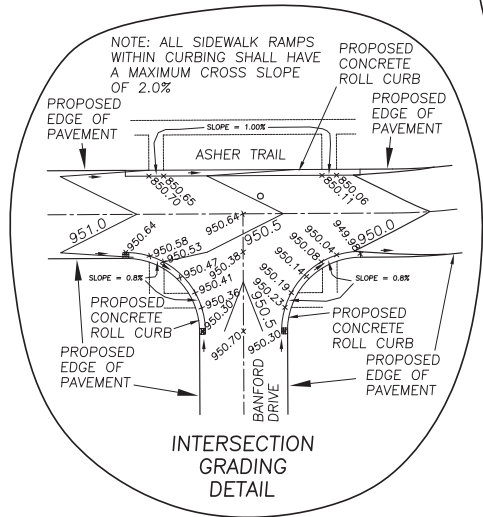 NOTE: ALL SIDEWALK RAMPS
WITHIN CURBING SHALL HAVE
A MAXIMUM CROSS SLOPE
OF 2.0%
PROPOSED
CONCRETE
ROLL CURB
PROPOSED
EDGE OF
PAVEMENT
PROPOSED
EDGE OF
PAVEMENT
SLOPE = 1.00%
ASHER TRAIL
850.70
850.65
850.11
850.06
951.0
950.64
950.58
950.53
950.47
950.41
950.36
950.30
950.64
950.5
950.38
950.04
950.08
950.14
950.19
950.23
949.98
950.0
950.5
SLOPE = 0.8%
SLOPE = 0.8%
PROPOSED
CONCRETE
ROLL CURB
950.70
950.30
PROPOSED
CONCRETE
ROLL CURB
PROPOSED
EDGE OF
PAVEMENT
BANFORD
DRIVE
PROPOSED
EDGE OF
PAVEMENT
INTERSECTION
GRADING
DETAIL